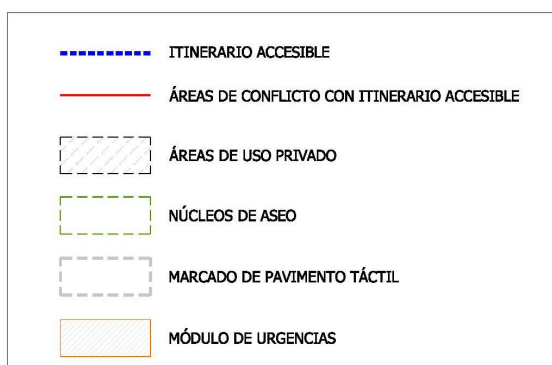 ITINERARIO ACCESIBLE
ÁREAS DE CONFLICTO CON ITINERARIO ACCESIBLE
ÁREAS DE USO PRIVADO
NÚCLEOS DE ASEO
MARCADO DE PAVIMENTO TÁCTIL
MÓDULO DE URGENCIAS